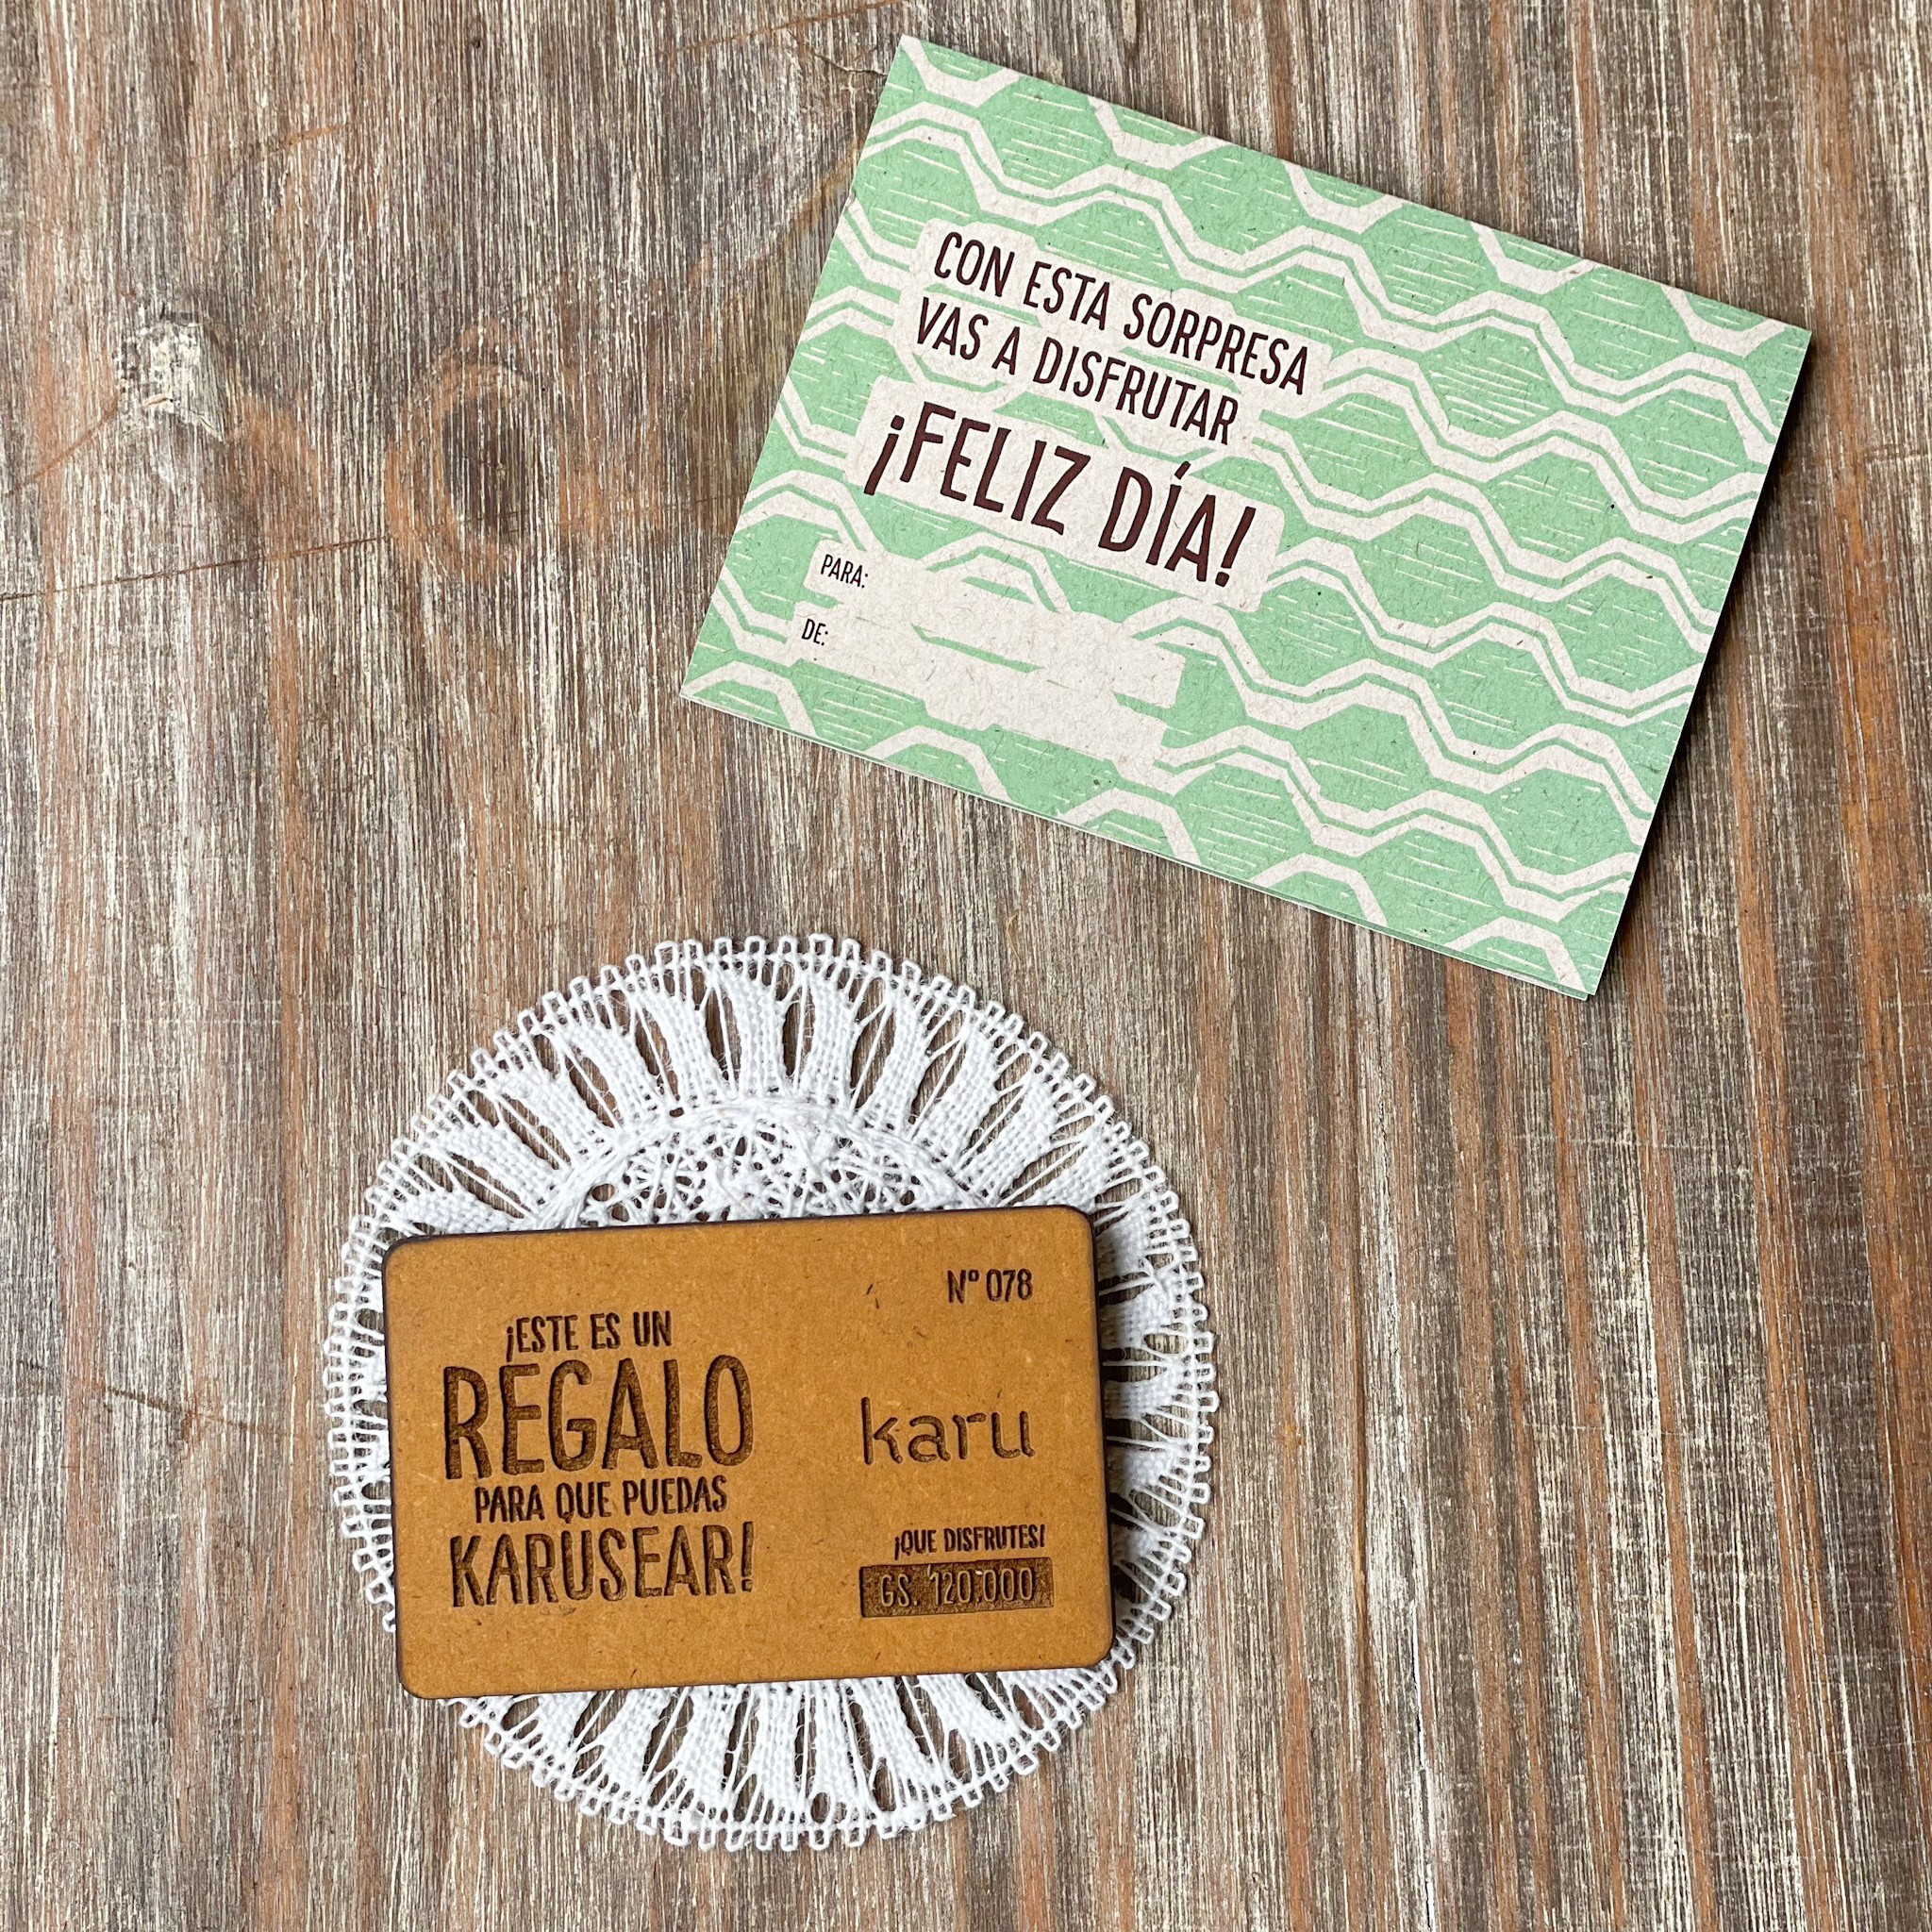 CON ESTA SORPRESA
VAS A DISFRUTAR
¡FELIZ DÍA!
PARA:
DE:
Nº 078
¡ESTE ES UN
REGALO
PARA QUE PUEDAS
KARUSEAR!
karu
¡QUE DISFRUTES!
GS. 120.000